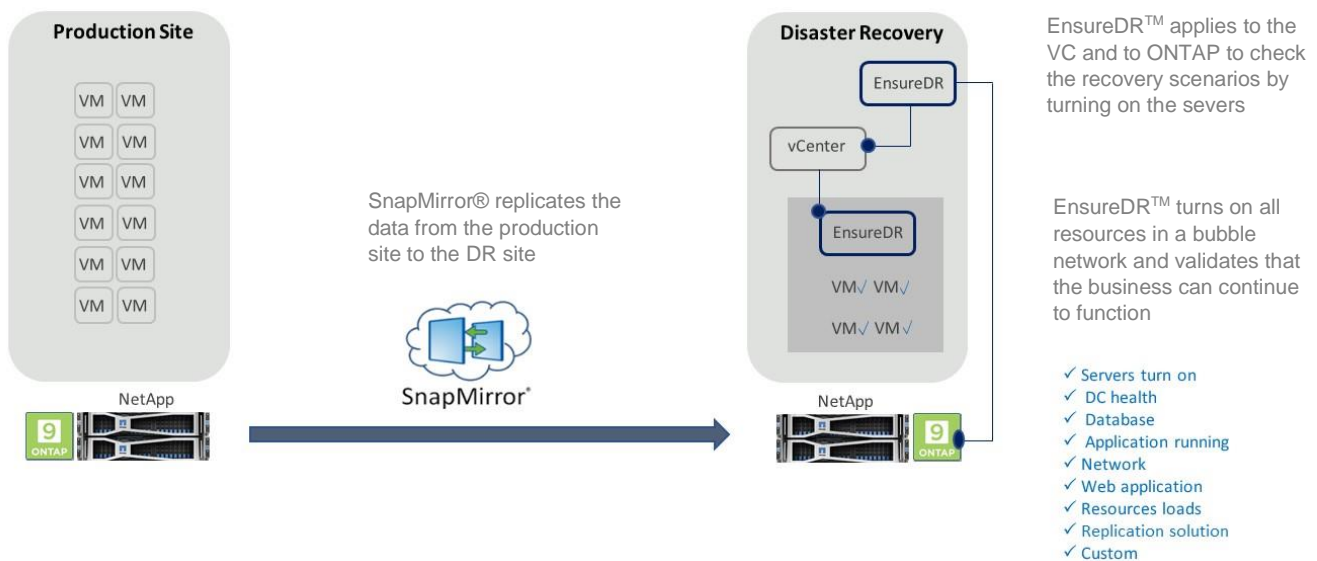 Production Site
VM VM
VM VM
VM VM
VM VM
VM VM
VM VM
NetApp
9
ONTAP
SnapMirror® replicates the
data from the production
site to the DR site
SnapMirror®
Disaster Recovery
EnsureDR
vCenter
EnsureDR
VM√ VM√
VM√ VM√
NetApp
9
ONTAP
EnsureDR™ applies to the
VC and to ONTAP to check
the recovery scenarios by
turning on the severs
EnsureDR™ turns on all
resources in a bubble
network and validates that
the business can continue
to function
✓ Servers turn on
✓ DC health
✓ Database
✓ Application running
✓ Network
✓ Web application
✓ Resources loads
✓ Replication solution
✓ Custom